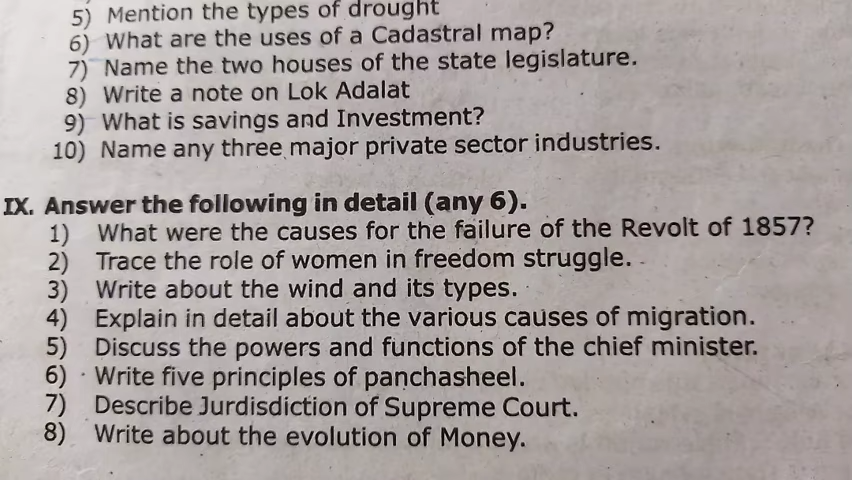 5) Mention the types of drought
6) What are the uses of a Cadastral map?
7) Name the two houses of the state legislature.
8) Write a note on Lok Adalat
9) What is savings and Investment?
10) Name any three major private sector industries.
IX. Answer the following in detail (any 6).
1) What were the causes for the failure of the Revolt of 1857?
2) Trace the role of women in freedom struggle.
3) Write about the wind and its types.
4) Explain in detail about the various causes of migration.
5) Discuss the powers and functions of the chief minister.
6) Write five principles of panchasheel.
7) Describe Jurdisdiction of Supreme Court.
8) Write about the evolution of Money.